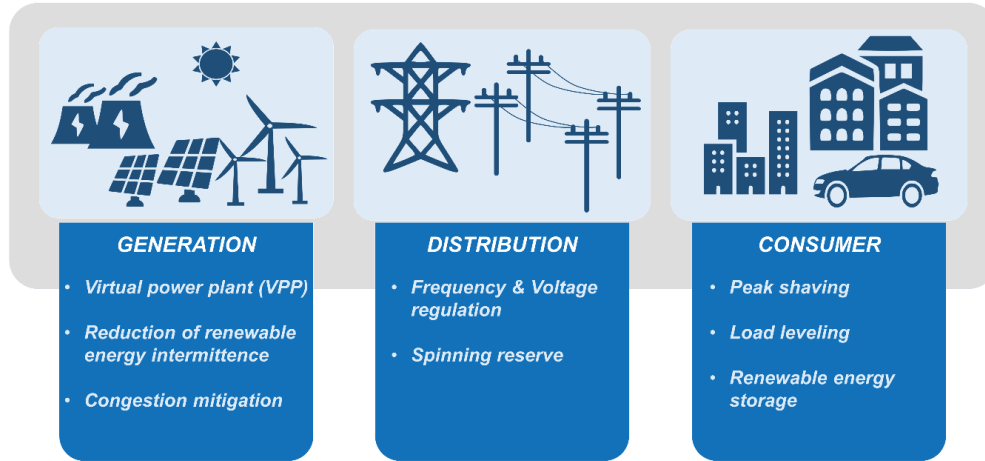 GENERATION
• Virtual power plant (VPP)
• Reduction of renewable
energy intermittence
• Congestion mitigation
DISTRIBUTION
• Frequency & Voltage
regulation
• Spinning reserve
CONSUMER
• Peak shaving
• Load leveling
• Renewable energy
storage